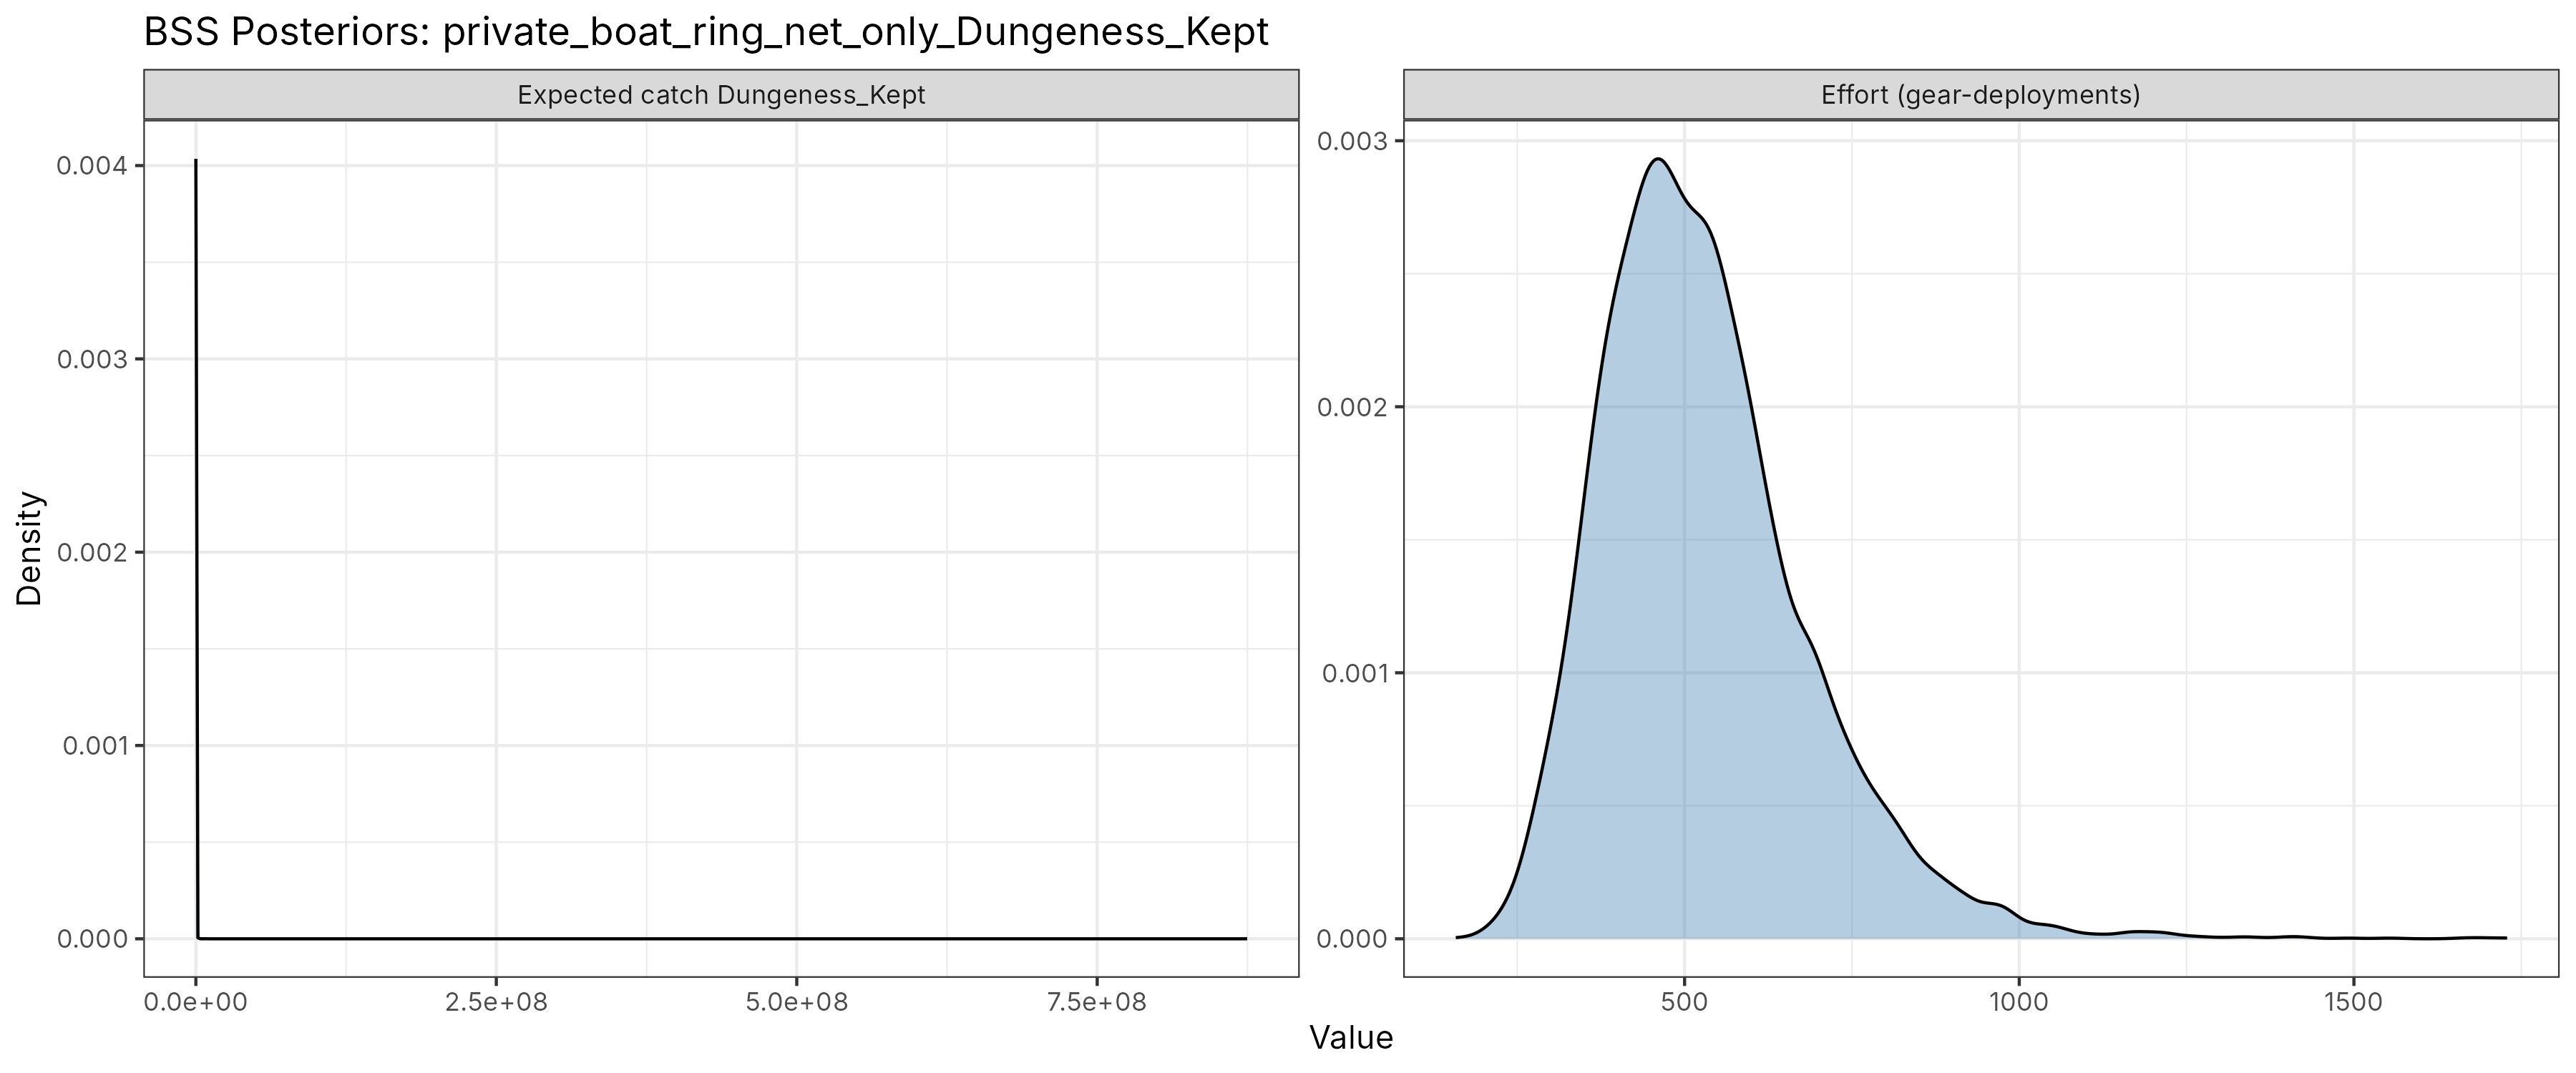 BSS Posteriors: private_boat_ring_net_only_Dungeness_Kept
Expected catch Dungeness_Kept
Effort (gear-deployments)
Density
0.004
0.003
0.002
0.001
0.000
0.0e+00 2.5e+08 5.0e+08 7.5e+08
0.003
0.002
0.001
0.000
500 1000 1500
Value